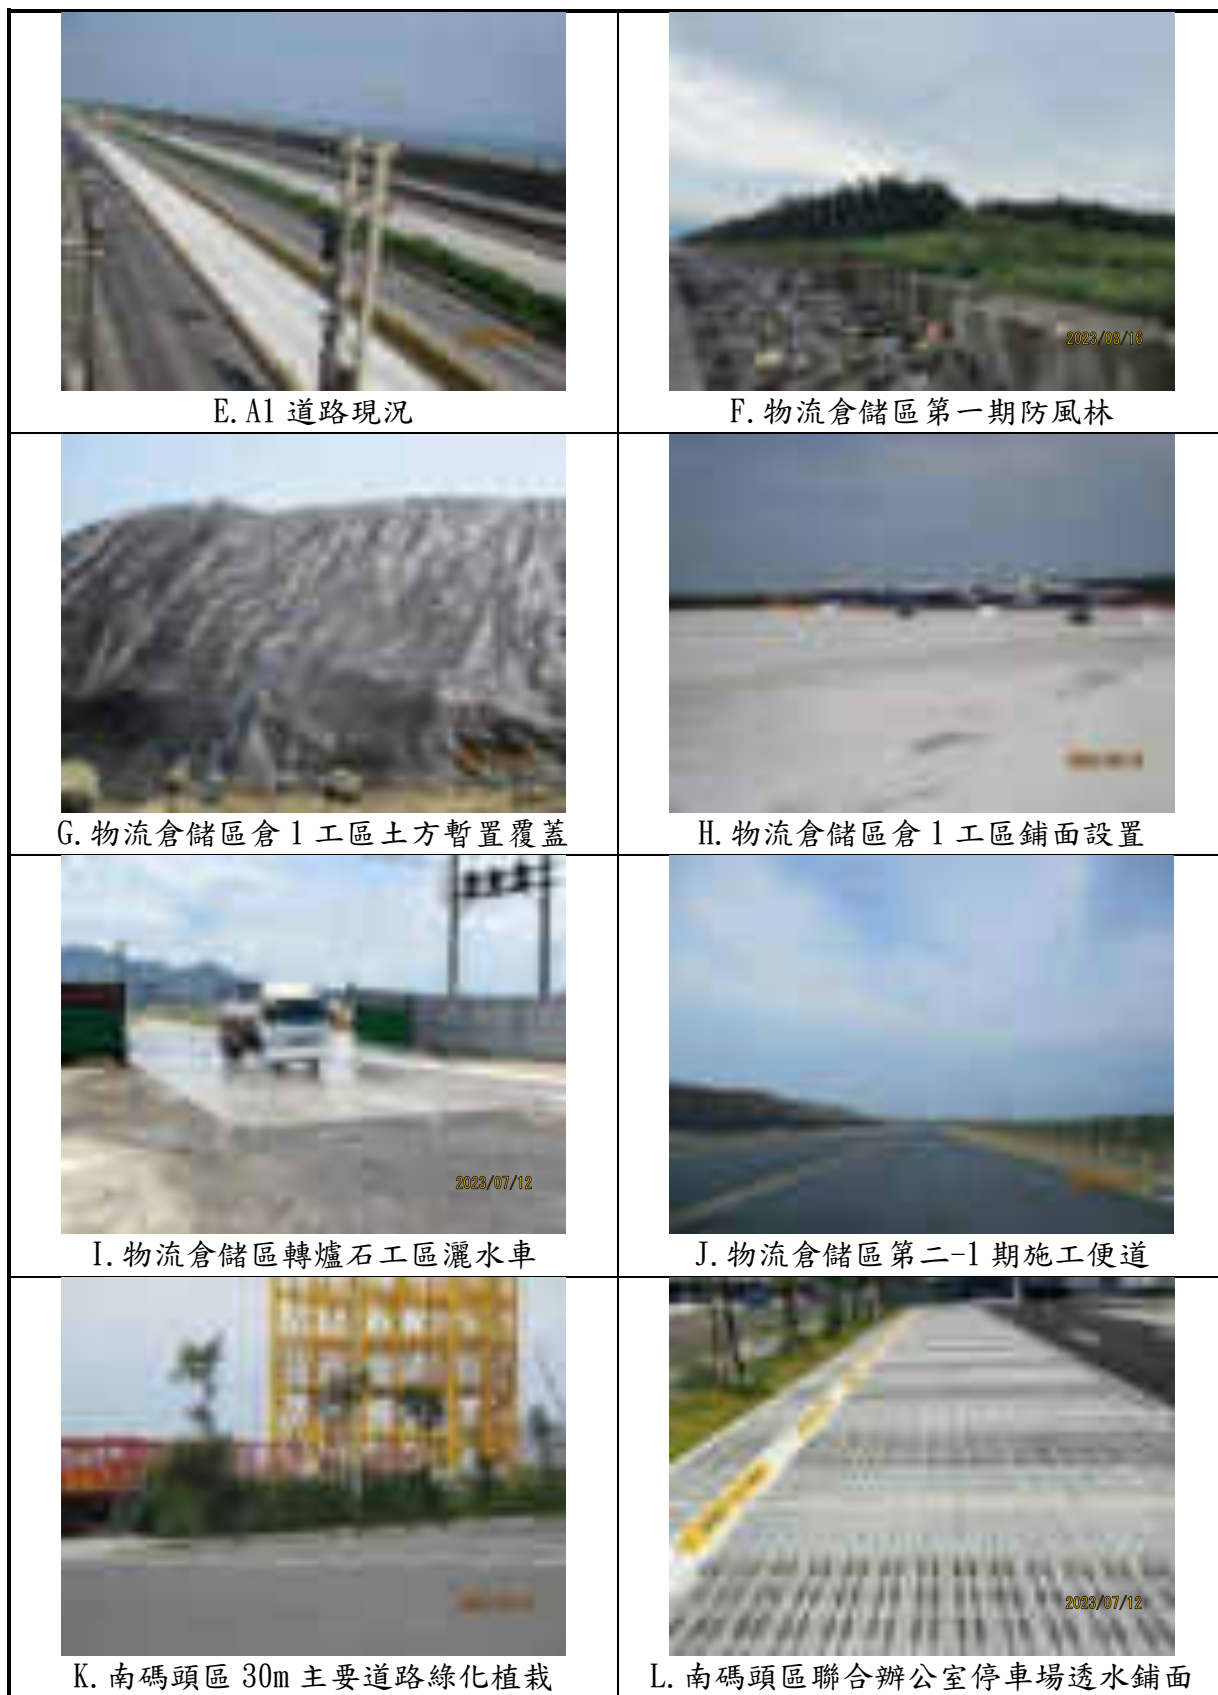 E.A1 道路現況
2023/08/16
F.物流倉儲區第一期防風林
G.物流倉儲區倉 1 工區土方暫置覆蓋
H.物流倉儲區倉 1 工區鋪面設置
2023/07/12
I.物流倉儲區轉爐石工區灑水車
J.物流倉儲區第二-1 期施工便道
K.南碼頭區 30m 主要道路綠化植栽
2023/07/12
L.南碼頭區聯合辦公室停車場透水鋪面